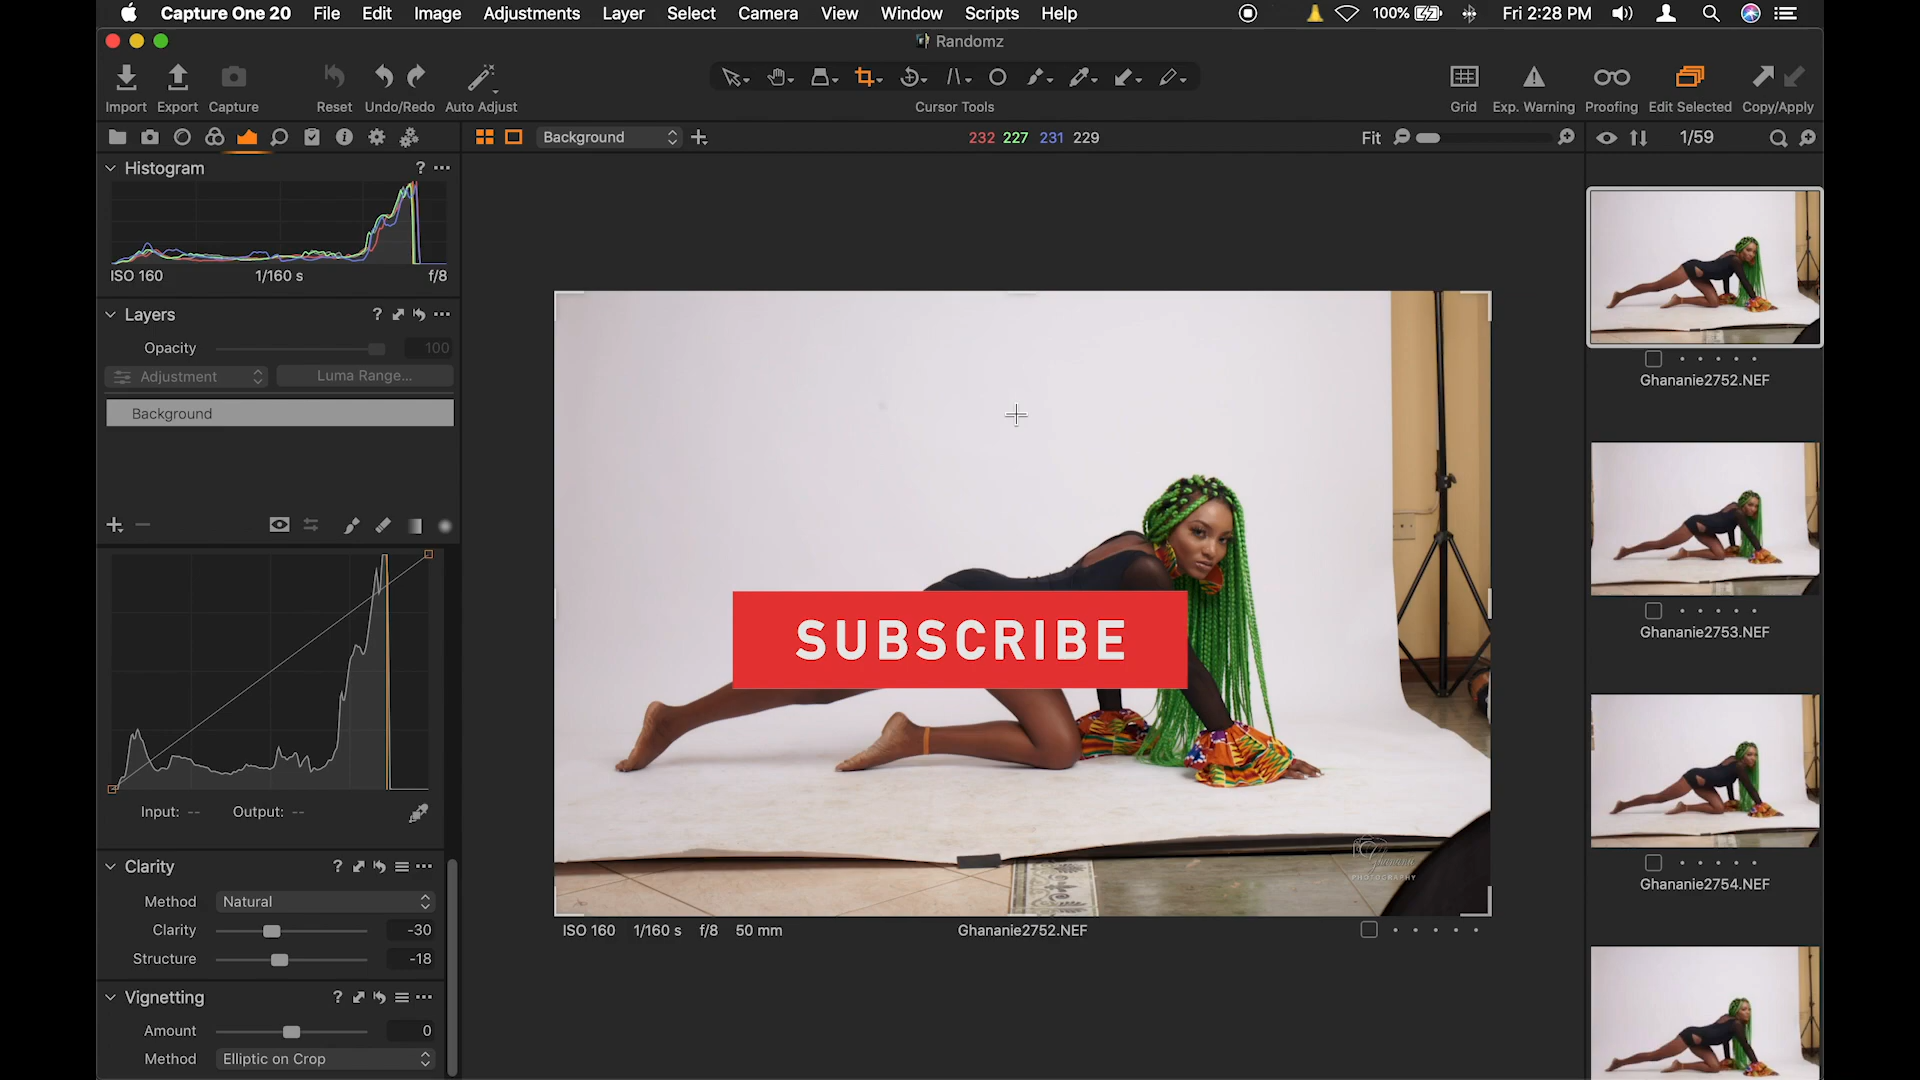 Capture One 20 File Edit Image Adjustments Layer Select Camera View Window Scripts Help 100% Fri 2:28 PM
Randomz
Import Export Capture Reset Undo/Redo Auto Adjust Cursor Tools Grid Exp. Warning Proofing Edit Selected Copy/Apply
Background 232 227 231 229 Fit 1/59
Histogram ?
ISO 160 1/160 s f/8
Layers ?
Opacity 100
Adjustment Luma Range...
Background
Input: -- Output: --
Clarity ?
Method Natural
Clarity -30
Structure -18
Vignetting ?
Amount 0
Method Elliptic on Crop
SUBSCRIBE
PHOTOGRAPHY
ISO 160 1/160 s f/8 50 mm Ghananie2752.NEF
Ghananie2752.NEF
Ghananie2753.NEF
Ghananie2754.NEF